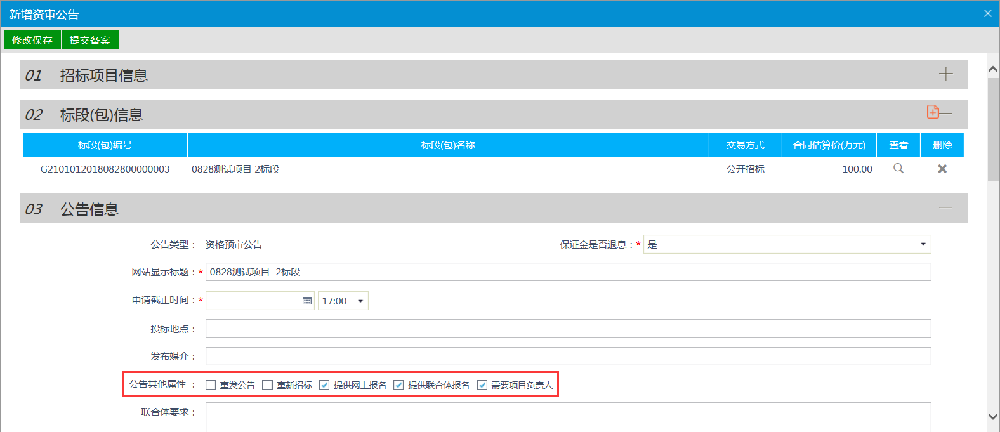 新增资审公告
修改保存 提交备案
01 招标项目信息
02 标段(包)信息
标段(包)编号 标段(包)名称 交易方式 合同估算价(万元) 查看 删除
G2101012018082800000003 0828测试项目 2标段 公开招标 100.00
03 公告信息
公告类型： 资格预审公告 保证金是否退息：* 是
网站显示标题：* 0828测试项目 2标段
申请截止时间：* 17:00
投标地点：
发布媒介：
公告其他属性 ： 重发公告 重新招标 提供网上报名 提供联合体报名 需要项目负责人
联合体要求：